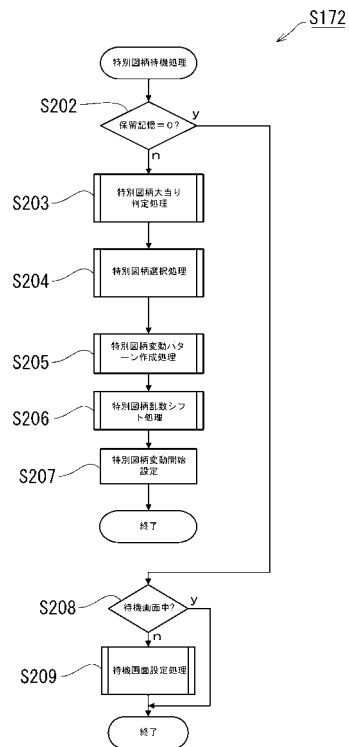 S172
特別図柄待機処理
S202
保留記憶=0?
y
n
S203
特別図柄大当り
判定処理
S204
特別図柄選択処理
S205
特別図柄変動パタ
ーン作成処理
S206
特別図柄乱数シフ
ト処理
S207
特別図柄変動開始
設定
終了
S208
待機画面中?
y
n
S209
待機画面設定処理
終了